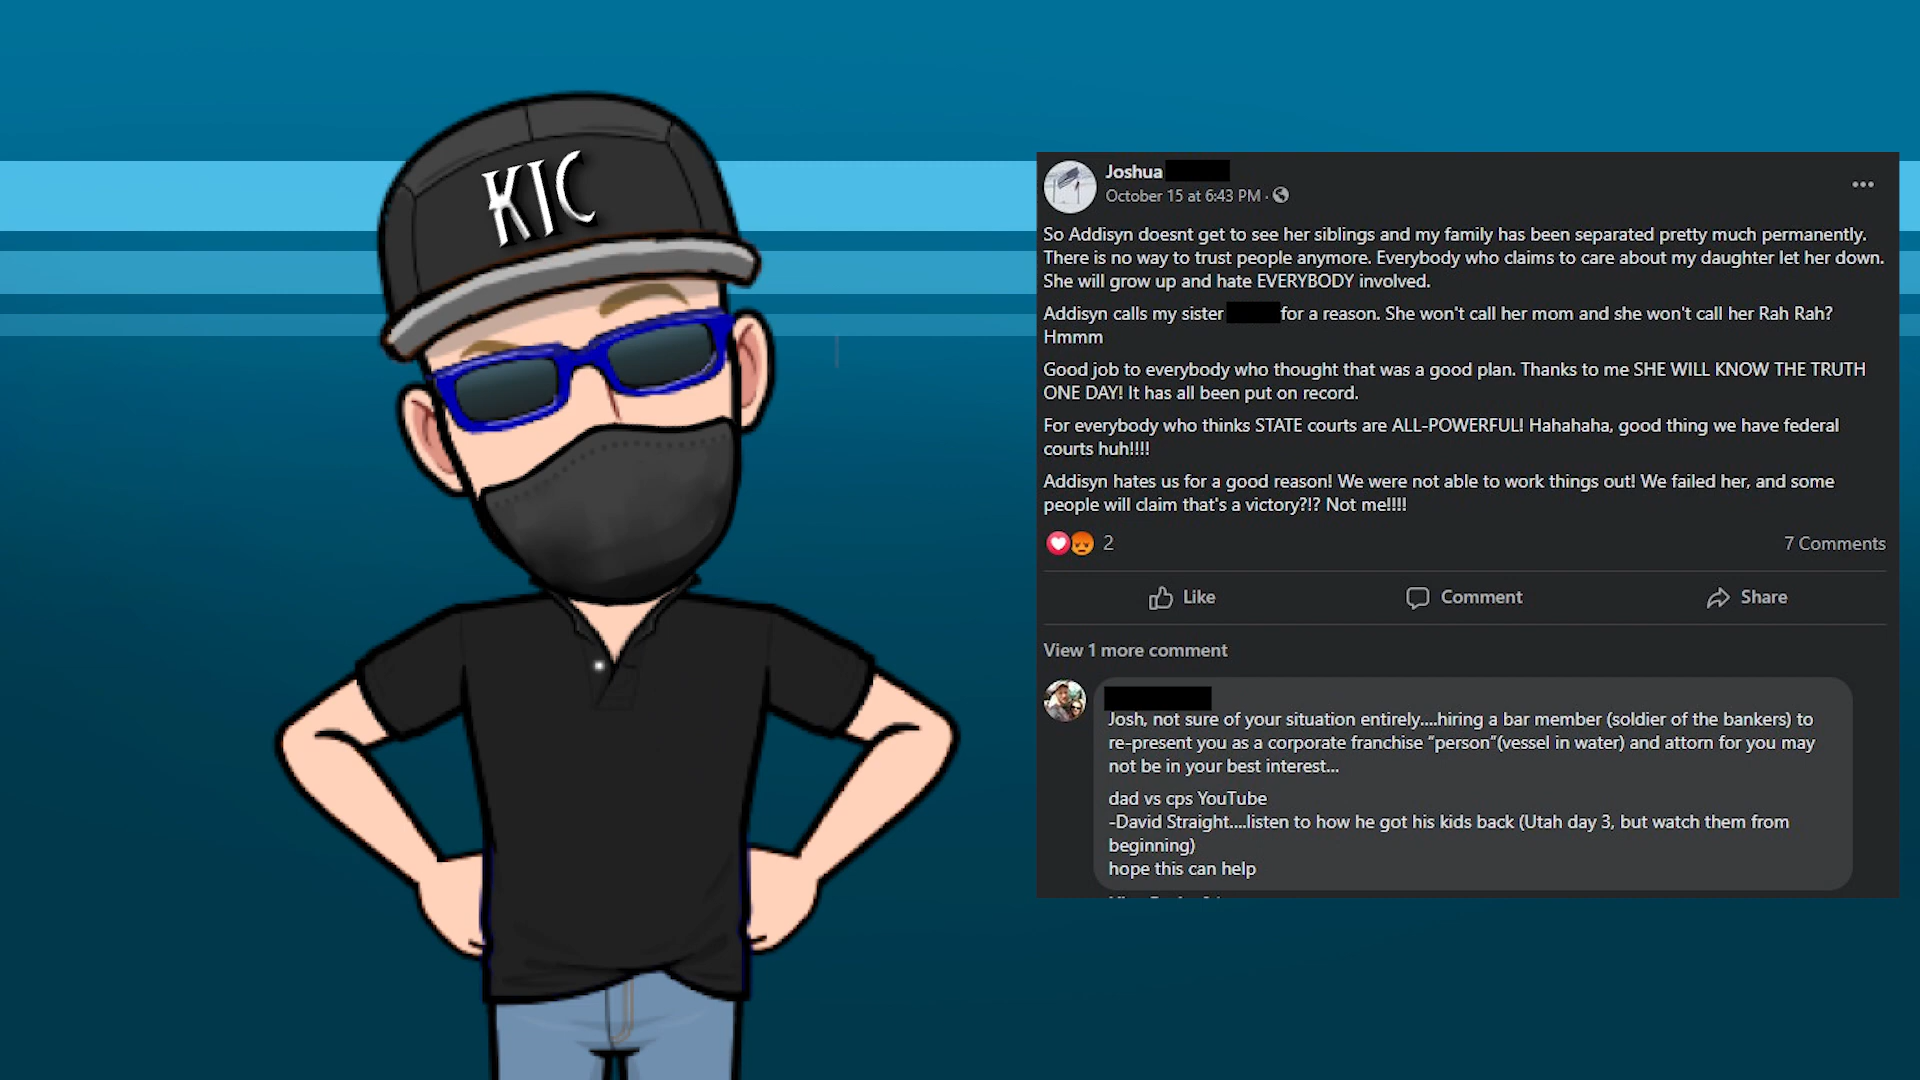 KIC
Joshua
October 15 at 6:43 PM ·
So Addisyn doesnt get to see her siblings and my family has been separated pretty much permanently.
There is no way to trust people anymore. Everybody who claims to care about my daughter let her down.
She will grow up and hate EVERYBODY involved.
Addisyn calls my sister for a reason. She won't call her mom and she won't call her Rah Rah?
Hmmm
Good job to everybody who thought that was a good plan. Thanks to me SHE WILL KNOW THE TRUTH
ONE DAY! It has all been put on record.
For everybody who thinks STATE courts are ALL-POWERFUL! Hahahaha, good thing we have federal
courts huh!!!!
Addisyn hates us for a good reason! We were not able to work things out! We failed her, and some
people will claim that's a victory?!? Not me!!!!
2
7 Comments
Like
Comment
Share
View 1 more comment
Josh, not sure of your situation entirely....hiring a bar member (soldier of the bankers) to
re-present you as a corporate franchise “person”(vessel in water) and attorn for you may
not be in your best interest...
dad vs cps YouTube
-David Straight....listen to how he got his kids back (Utah day 3, but watch them from
beginning)
hope this can help